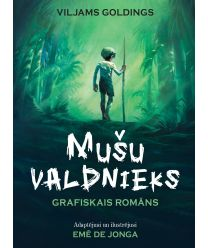 VILJAMS GOLDINGS
MUŠU
VALDNIEKS
GRAFISKAIS ROMĀNS
Adaptējusi un ilustrējusi
EMĒ DE JONGA